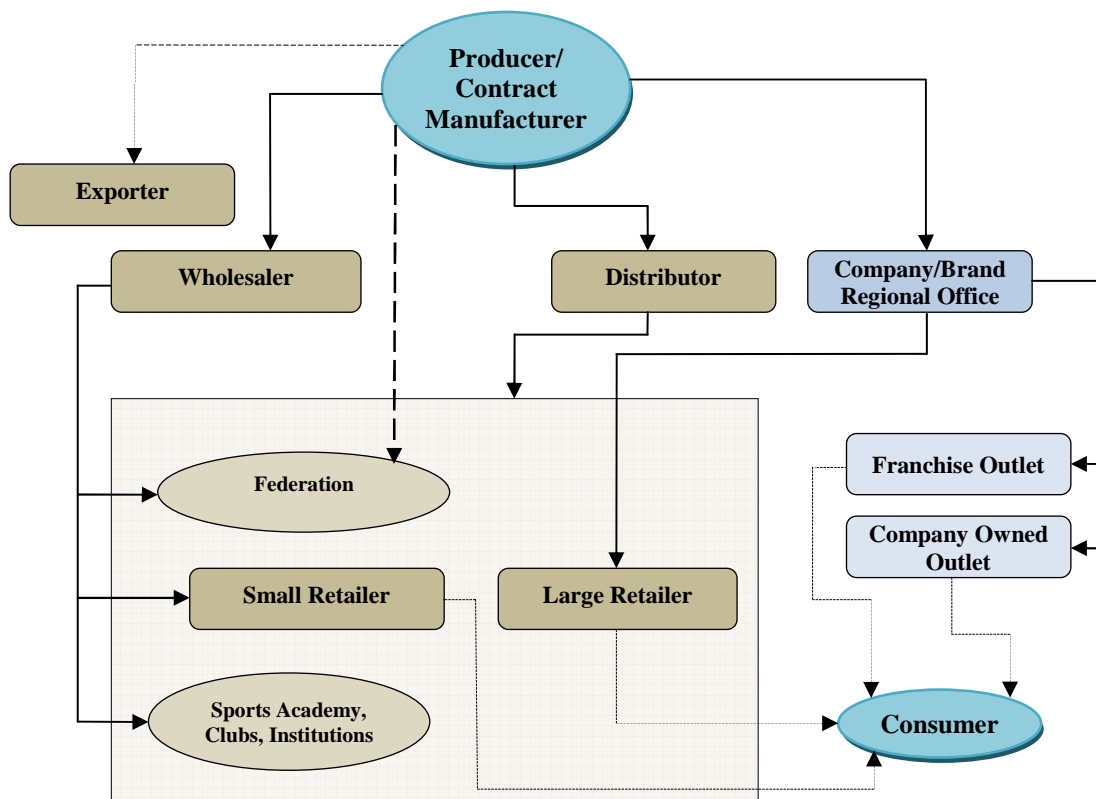 Producer/
Contract
Manufacturer
Exporter
Wholesaler
Distributor
Company/Brand
Regional Office
Federation
Franchise Outlet
Company Owned
Outlet
Small Retailer
Large Retailer
Sports Academy,
Clubs, Institutions
Consumer